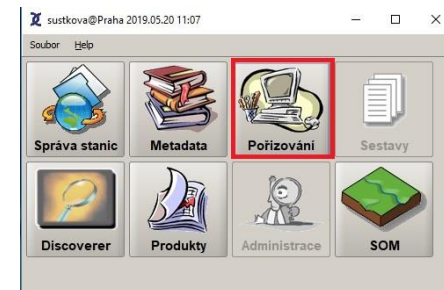 sustkova@Praha 2019.05.20 11:07
Soubor Help
Správa stanic Metadata Pořizování Sestavy
Discoverer Produkty Administrace SOM